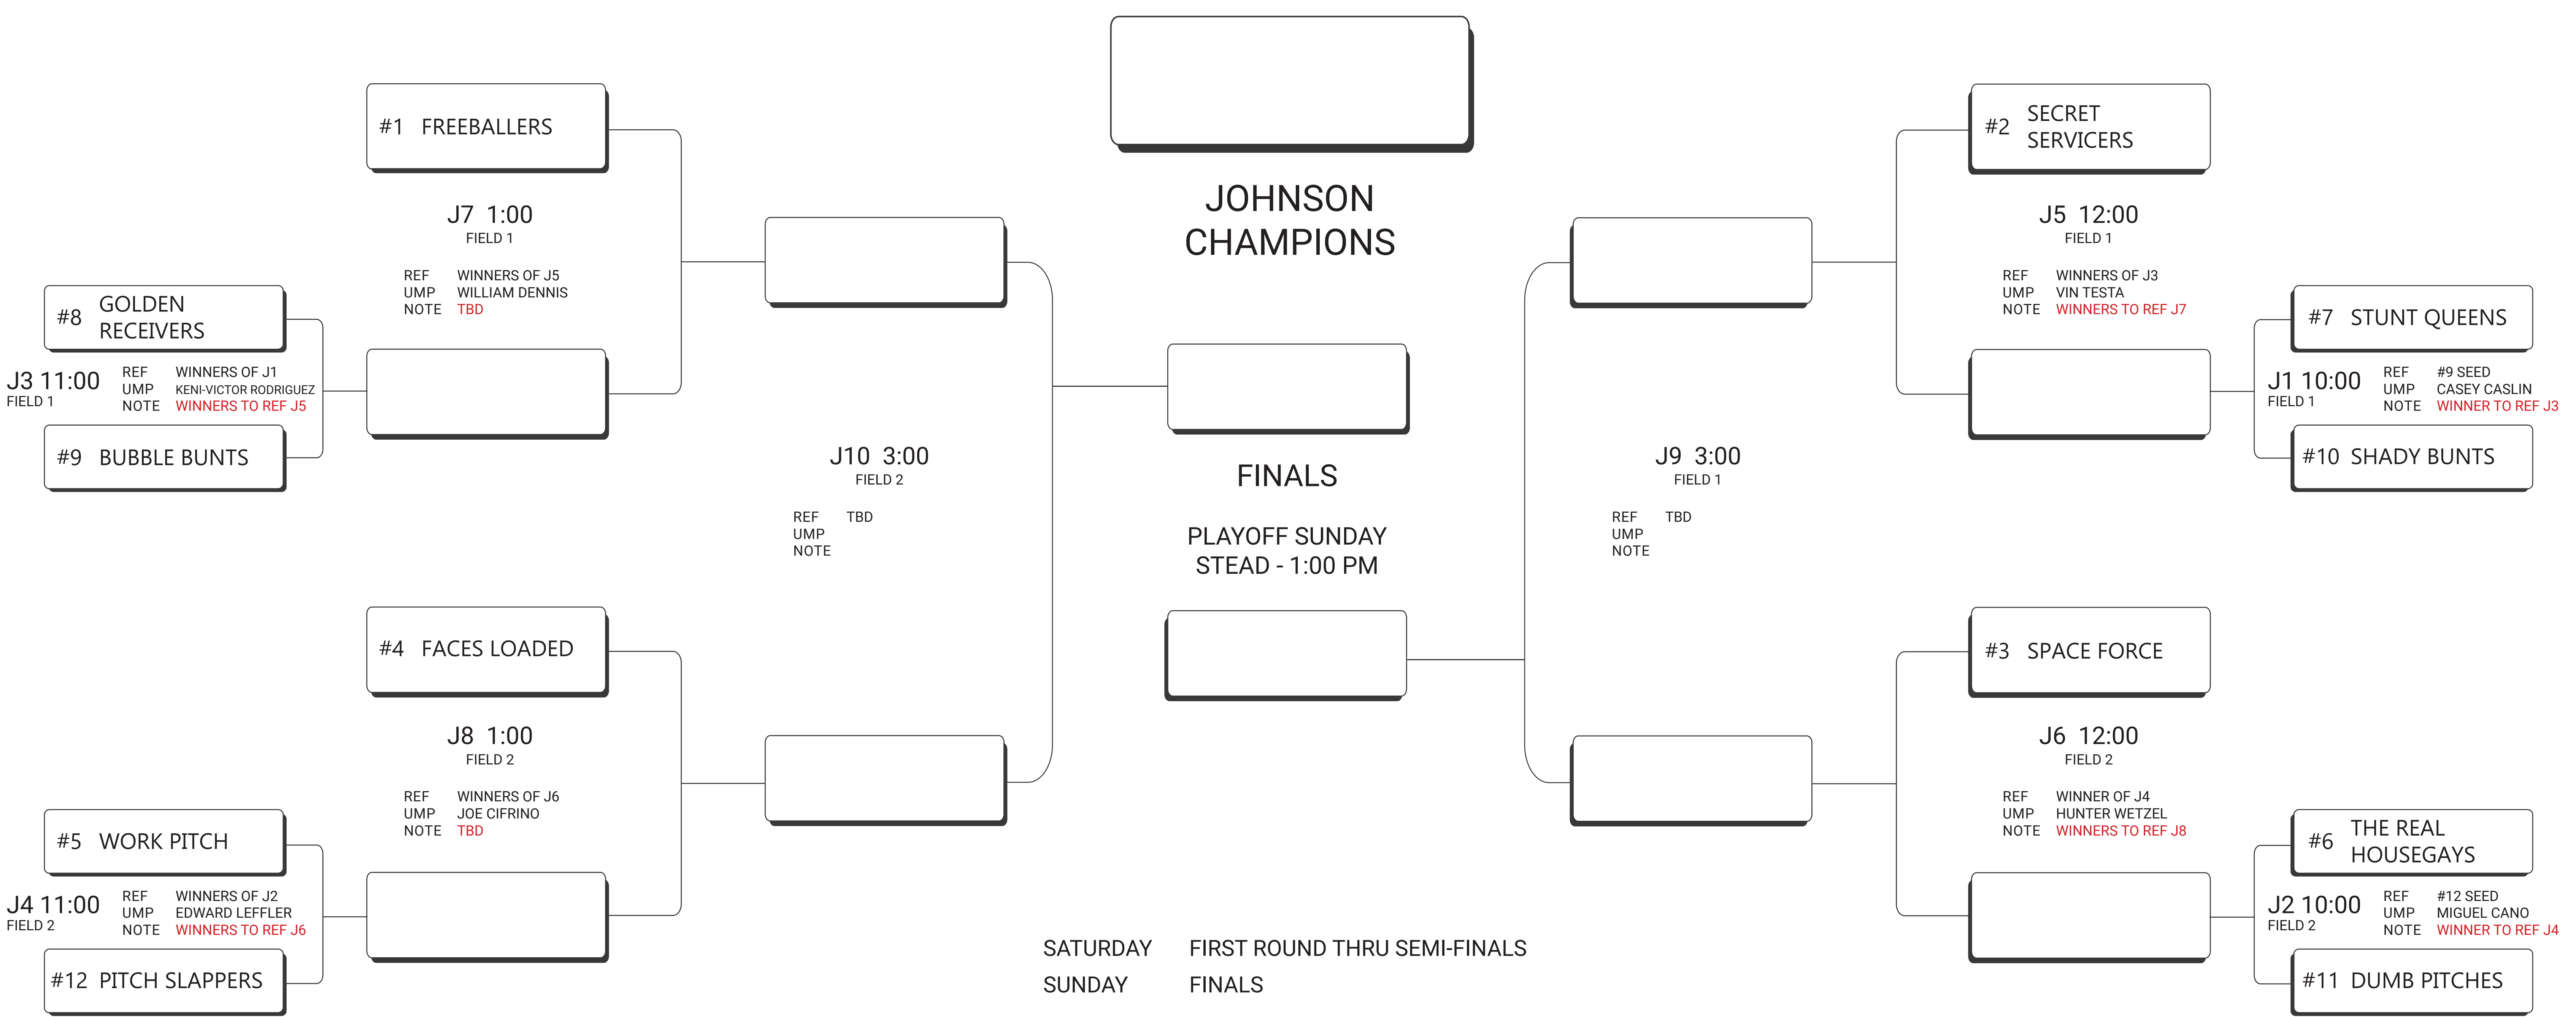 #1 FREEBALLERS
J7 1:00
FIELD 1
REF WINNERS OF J5
UMP WILLIAM DENNIS
NOTE TBD
#8 GOLDEN
RECEIVERS
J3 11:00
FIELD 1
REF WINNERS OF J1
UMP KENI-VICTOR RODRIGUEZ
NOTE WINNERS TO REF J5
#9 BUBBLE BUNTS
#4 FACES LOADED
J8 1:00
FIELD 2
REF WINNERS OF J6
UMP JOE CIFRINO
NOTE TBD
#5 WORK PITCH
J4 11:00
FIELD 2
REF WINNERS OF J2
UMP EDWARD LEFFLER
NOTE WINNERS TO REF J6
#12 PITCH SLAPPERS
J10 3:00
FIELD 2
REF TBD
UMP
NOTE
JOHNSON
CHAMPIONS
FINALS
PLAYOFF SUNDAY
STEAD - 1:00 PM
SATURDAY FIRST ROUND THRU SEMI-FINALS
SUNDAY FINALS
J9 3:00
FIELD 1
REF TBD
UMP
NOTE
#2 SECRET
SERVICERS
J5 12:00
FIELD 1
REF WINNERS OF J3
UMP VIN TESTA
NOTE WINNERS TO REF J7
#7 STUNT QUEENS
J1 10:00
FIELD 1
REF #9 SEED
UMP CASEY CASLIN
NOTE WINNER TO REF J3
#10 SHADY BUNTS
#3 SPACE FORCE
J6 12:00
FIELD 2
REF WINNER OF J4
UMP HUNTER WETZEL
NOTE WINNERS TO REF J8
#6 THE REAL
HOUSEGAYS
J2 10:00
FIELD 2
REF #12 SEED
UMP MIGUEL CANO
NOTE WINNER TO REF J4
#11 DUMB PITCHES